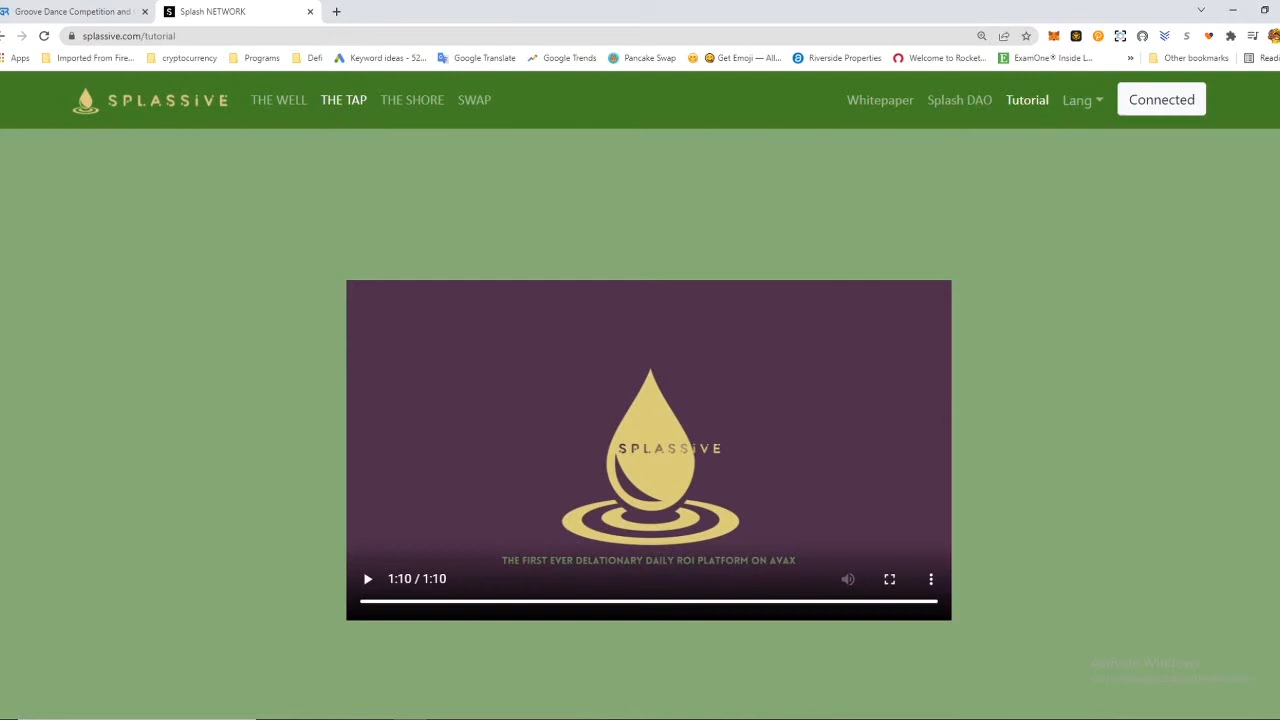 Groove Dance Competition and
Splash NETWORK
splassive.com/tutorial
Apps
Imported From Fire...
cryptocurrency
Programs
Defi
Keyword ideas - 52...
Google Translate
Google Trends
Pancake Swap
Get Emoji — All...
Riverside Properties
Welcome to Rocket...
ExamOne® Inside L...
»
Other bookmarks
Readi
SPLASSiVE
THE WELL
THE TAP
THE SHORE
SWAP
Whitepaper
Splash DAO
Tutorial
Lang
Connected
SPLASSiVE
THE FIRST EVER DELATIONARY DAILY ROI PLATFORM ON AVAX
1:10 / 1:10
Activate Windows